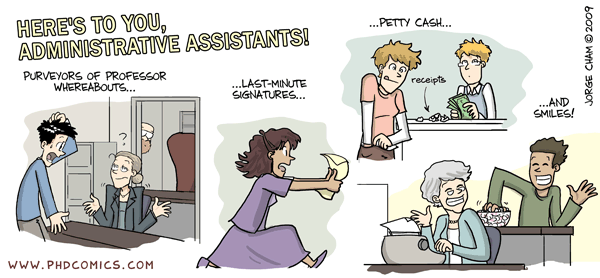 HERE'S TO YOU,
ADMINISTRATIVE ASSISTANTS!
PURVEYORS OF PROFESSOR
WHEREABOUTS...
? ?
...LAST-MINUTE
SIGNATURES...
...PETTY CASH...
receipts
...AND
SMILES!
JORGE CHAM © 2009
WWW.PHDCOMICS.COM